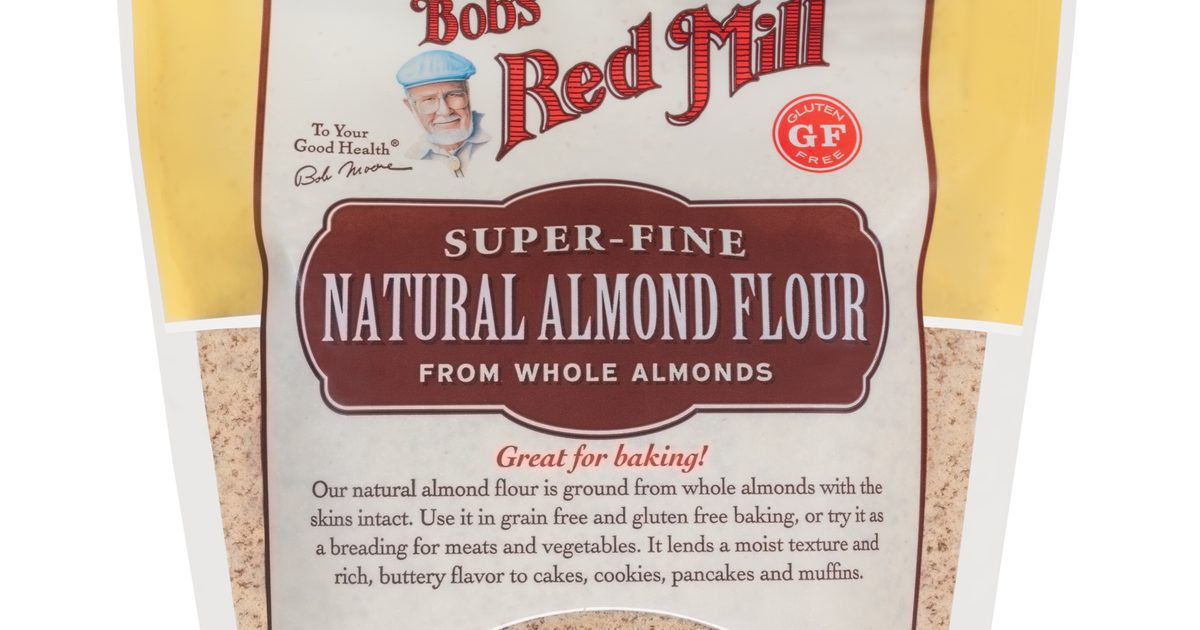 Bob's
Red Mill
To Your
Good Health®
Bob Moore
GLUTEN
GF
FREE
SUPER-FINE
NATURAL ALMOND FLOUR
FROM WHOLE ALMONDS
Great for baking!
Our natural almond flour is ground from whole almonds with the
skins intact. Use it in grain free and gluten free baking, or try it as
a breading for meats and vegetables. It lends a moist texture and
rich, buttery flavor to cakes, cookies, pancakes and muffins.